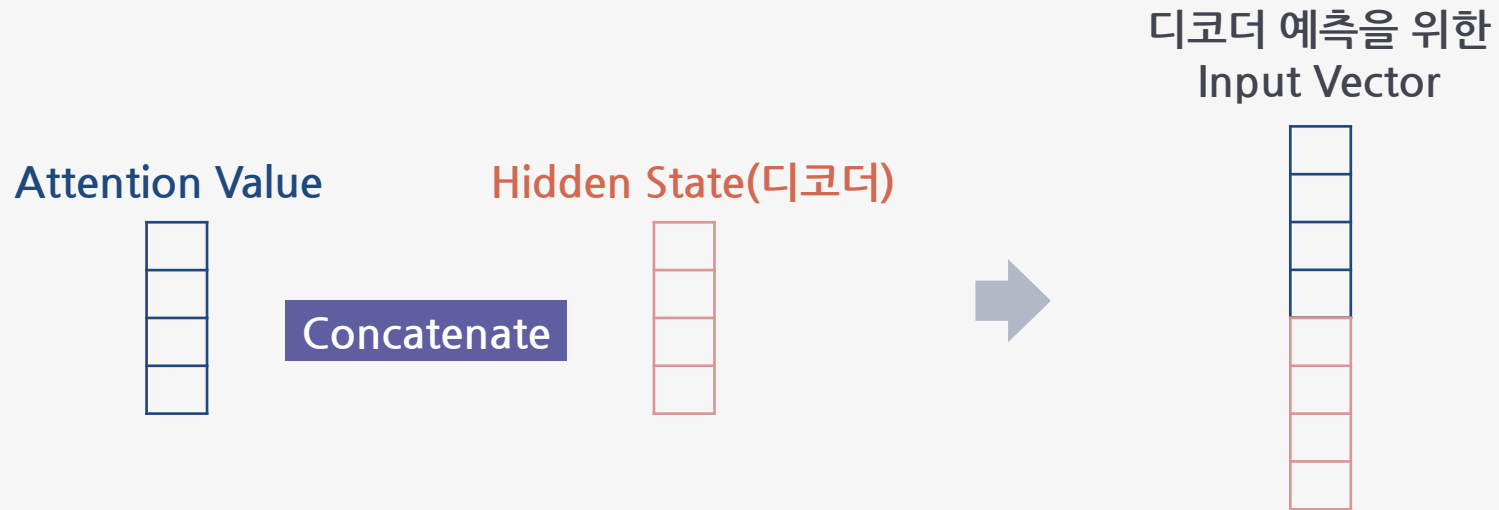 디코더 예측을 위한
Input Vector
Attention Value
Hidden State(디코더)
Concatenate